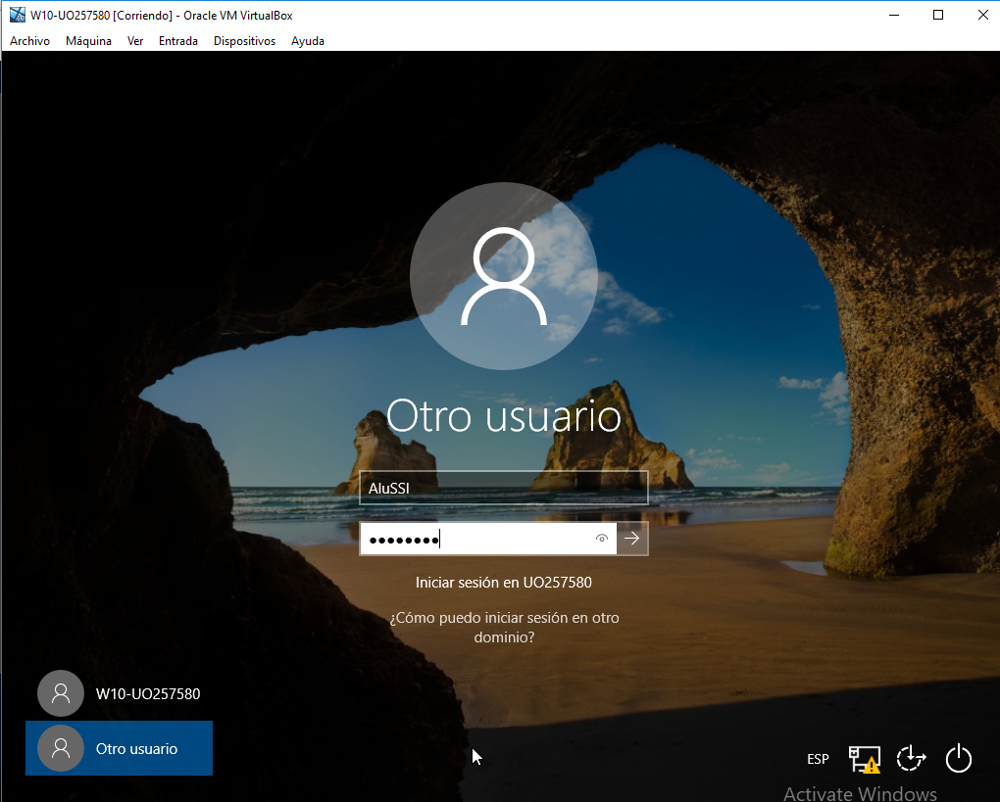 W10-UO257580 [Corriendo] - Oracle VM VirtualBox
Archivo Máquina Ver Entrada Dispositivos Ayuda
Otro usuario
AluSSI
●●●●●●●●
Iniciar sesión en UO257580
¿Cómo puedo iniciar sesión en otro
dominio?
W10-UO257580
Otro usuario
ESP
Activate Windows